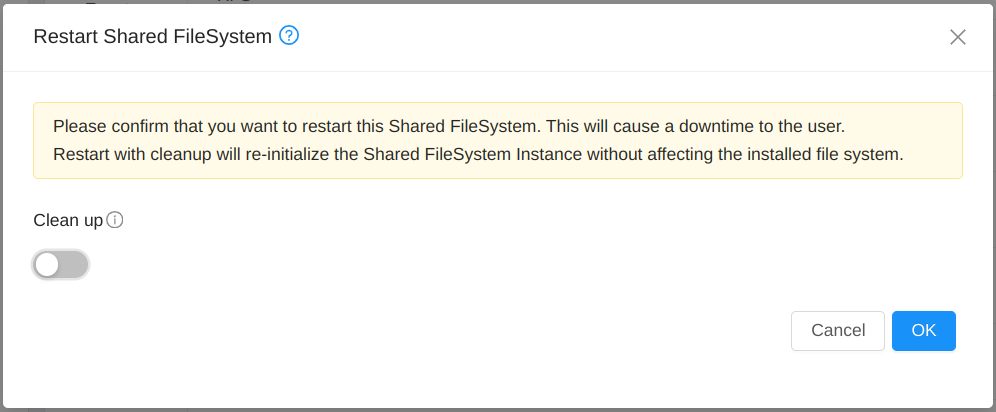 Restart Shared FileSystem
Please confirm that you want to restart this Shared FileSystem. This will cause a downtime to the user.
Restart with cleanup will re-initialize the Shared FileSystem Instance without affecting the installed file system.
Clean up
Cancel
OK